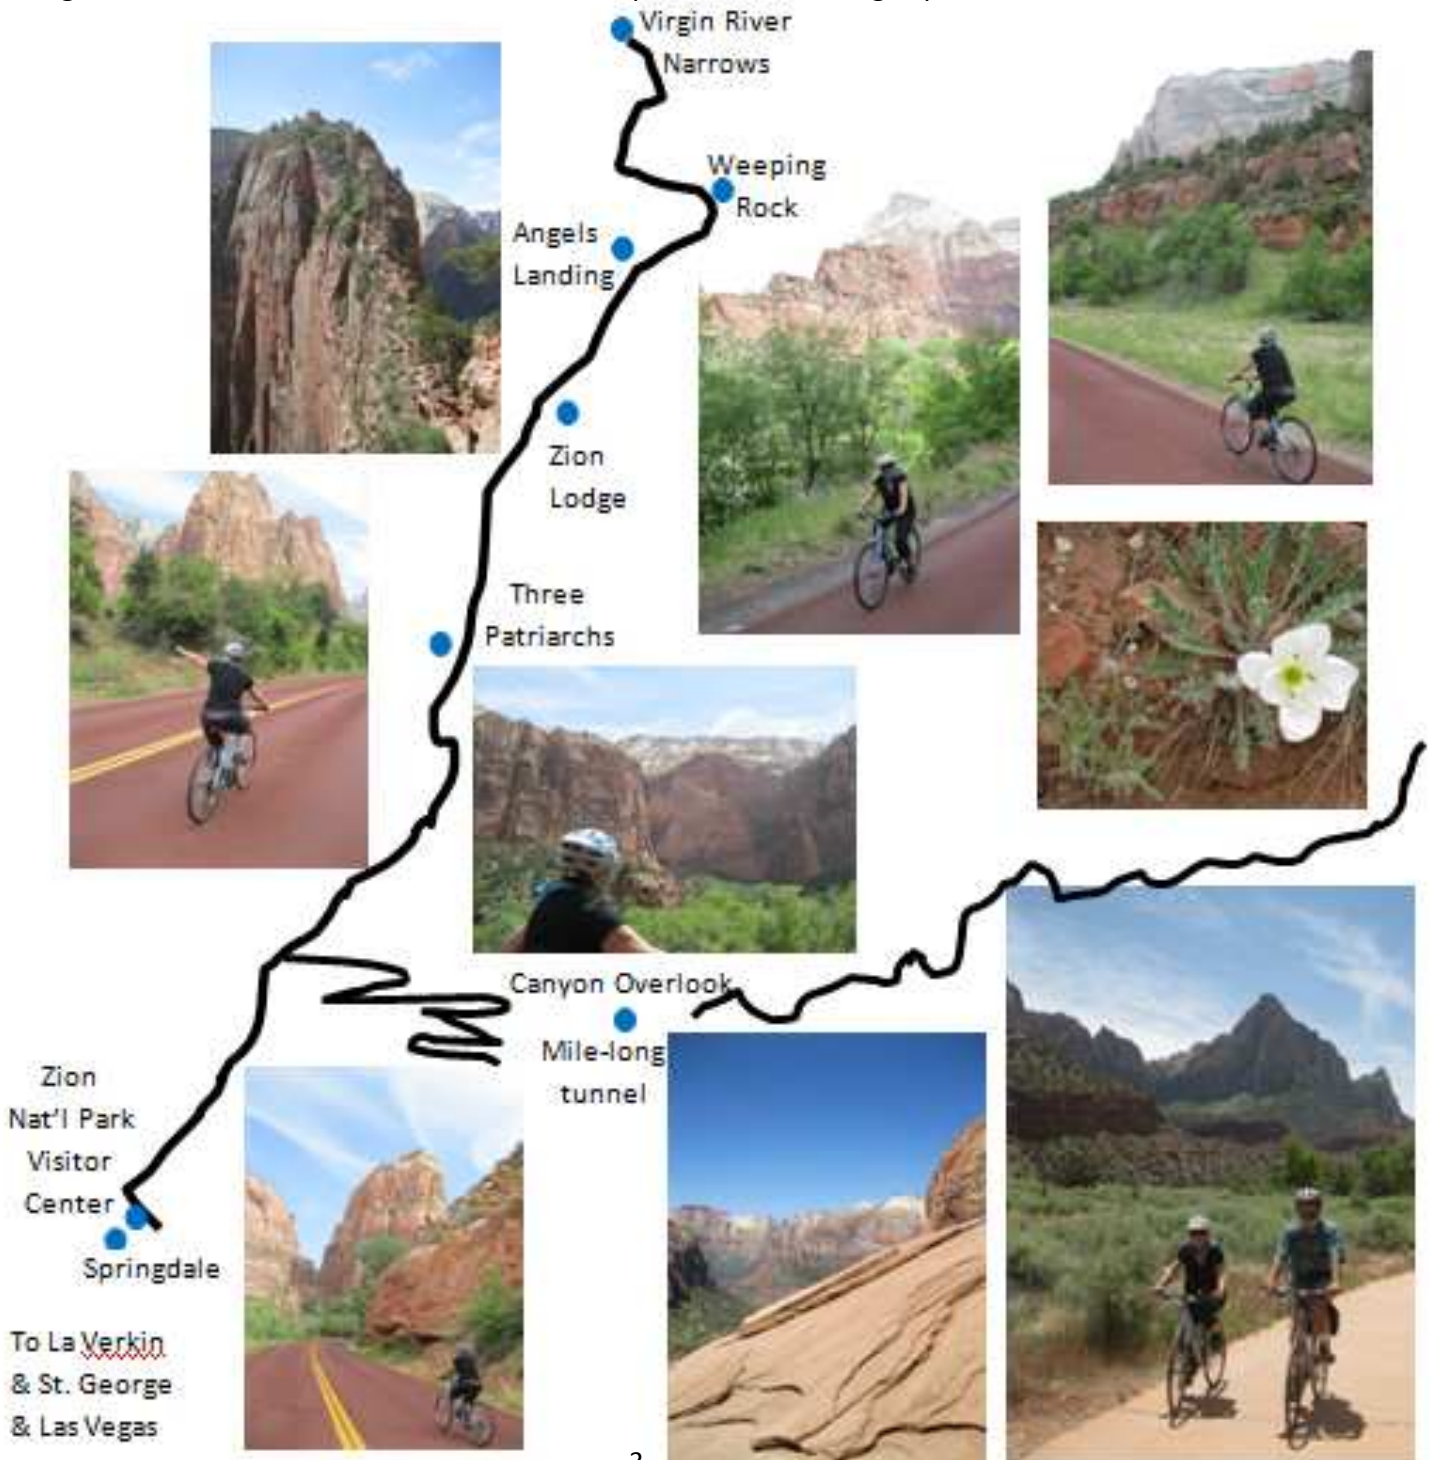 Virgin River
Narrows
Weeping
Rock
Angels
Landing
Zion
Lodge
Three
Patriarchs
Canyon Overlook
Mile-long
tunnel
Zion
Nat'l Park
Visitor
Center
Springdale
To La Verkin
& St. George
& Las Vegas